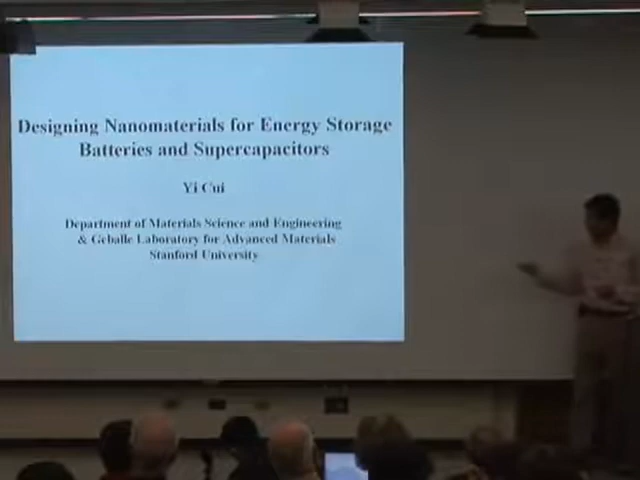 Designing Nanomaterials for Energy Storage
Batteries and Supercapacitors
Yi Cui
Department of Materials Science and Engineering
& Geballe Laboratory for Advanced Materials
Stanford University